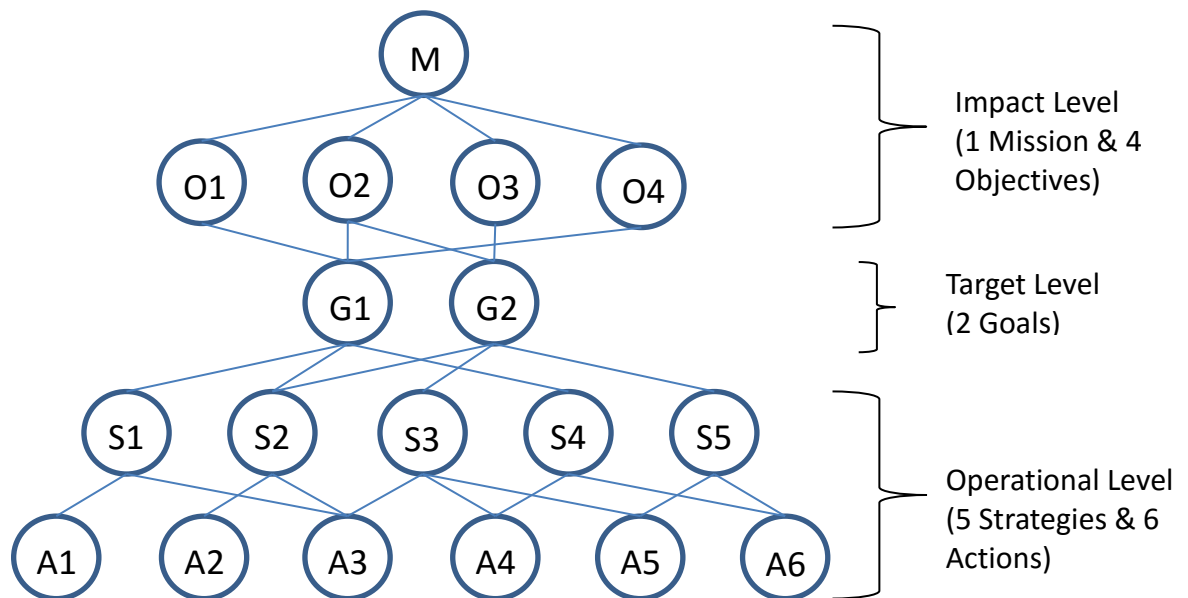 M
Impact Level
(1 Mission & 4
Objectives)
O1 O2 O3 O4
G1 G2
Target Level
(2 Goals)
S1 S2 S3 S4 S5
Operational Level
(5 Strategies & 6
Actions)
A1 A2 A3 A4 A5 A6